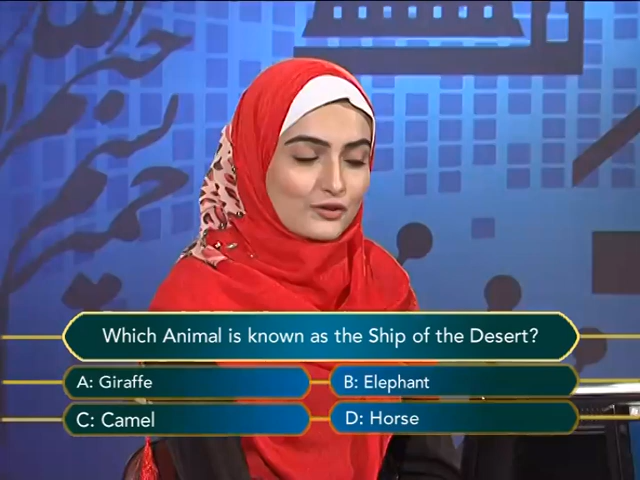 Which Animal is known as the Ship of the Desert?
A: Giraffe
B: Elephant
C: Camel
D: Horse